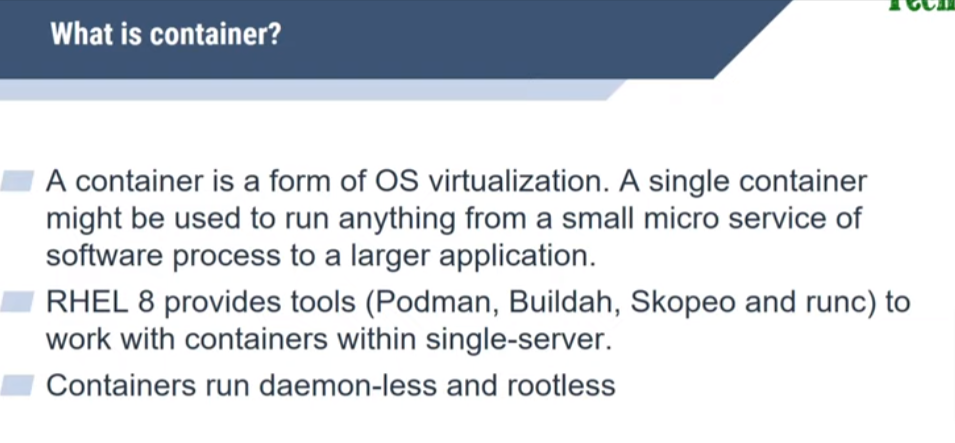 What is container?
A container is a form of OS virtualization. A single container
might be used to run anything from a small micro service of
software process to a larger application.
RHEL 8 provides tools (Podman, Buildah, Skopeo and runc) to
work with containers within single-server.
Containers run daemon-less and rootless